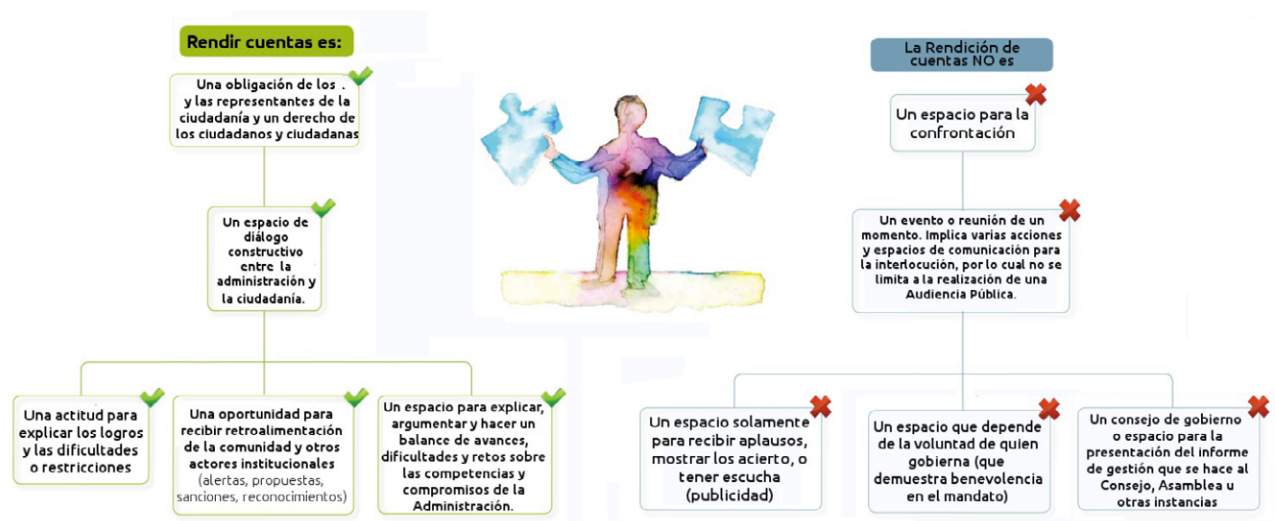 Rendir cuentas es:
Una obligación de los .
y las representantes de la
ciudadanía y un derecho de
los ciudadanos y ciudadanas
Un espacio de
diálogo
constructivo
entre la
administración y
la ciudadanía.
Una actitud para
explicar los logros
y las dificultades
o restricciones
Una oportunidad para
recibir retroalimentación
de la comunidad y otros
actores institucionales
(alertas, propuestas,
sanciones, reconocimientos)
Un espacio para explicar,
argumentar y hacer un
balance de avances,
dificultades y retos sobre
las competencias y
compromisos de la
Administración.
La Rendición de
cuentas NO es
Un espacio para la
confrontación
Un evento o reunión de un
momento. Implica varias acciones
y espacios de comunicación para
la interlocución, por lo cual no se
limita a la realización de una
Audiencia Pública.
Un espacio solamente
para recibir aplausos,
mostrar los acierto, o
tener escucha
(publicidad)
Un espacio que depende
de la voluntad de quien
gobierna (que
demuestra benevolencia
en el mandato)
Un consejo de gobierno
o espacio para la
presentación del informe
de gestión que se hace al
Consejo, Asamblea u
otras instancias